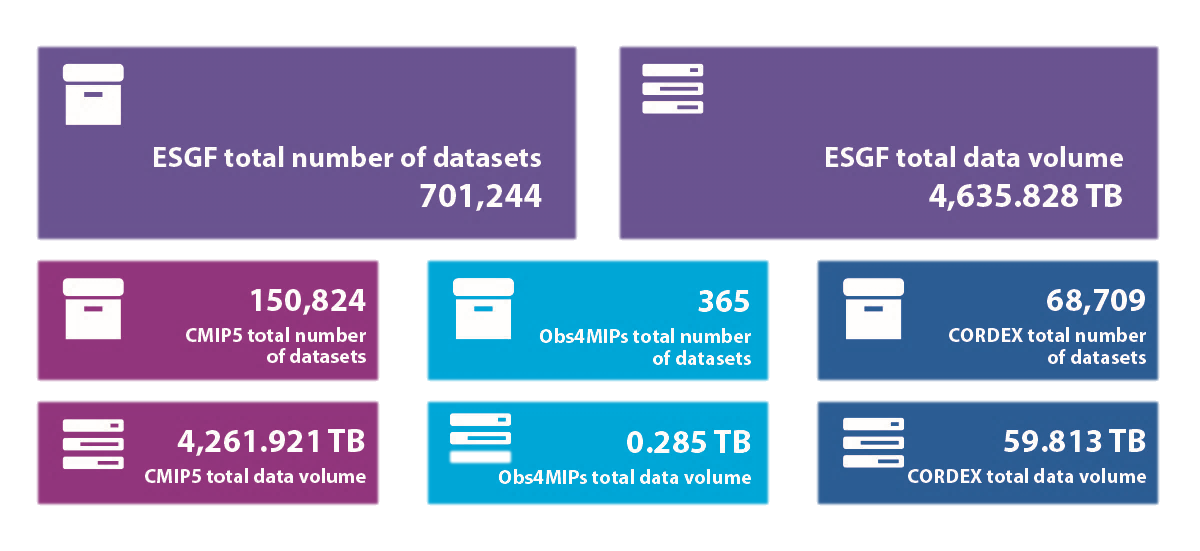 ESGF total number of datasets
701,244
ESGF total data volume
4,635.828 TB
150,824
CMIP5 total number
of datasets
365
Obs4MIPs total number
of datasets
68,709
CORDEX total number
of datasets
4,261.921 TB
CMIP5 total data volume
0.285 TB
Obs4MIPs total data volume
59.813 TB
CORDEX total data volume